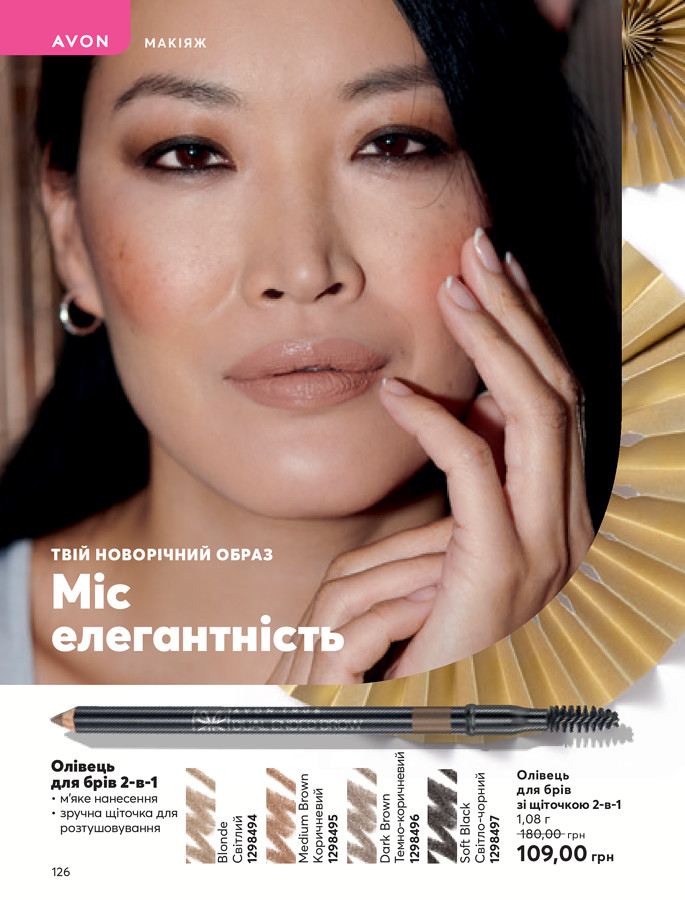 AVON
МАКІЯЖ
ТВІЙ НОВОРІЧНИЙ ОБРАЗ
Міс
елегантність
Олівець
для брів 2-в-1
• м'яке нанесення
• зручна щіточка для
розтушовування
Blonde
Світлий
1298494
Medium Brown
Коричневий
1298495
Dark Brown
Темно-коричневий
1298496
Soft Black
Світло-чорний
1298497
Олівець
для брів
зі щіточкою 2-в-1
1,08 г
180,00 грн
109,00 грн
126